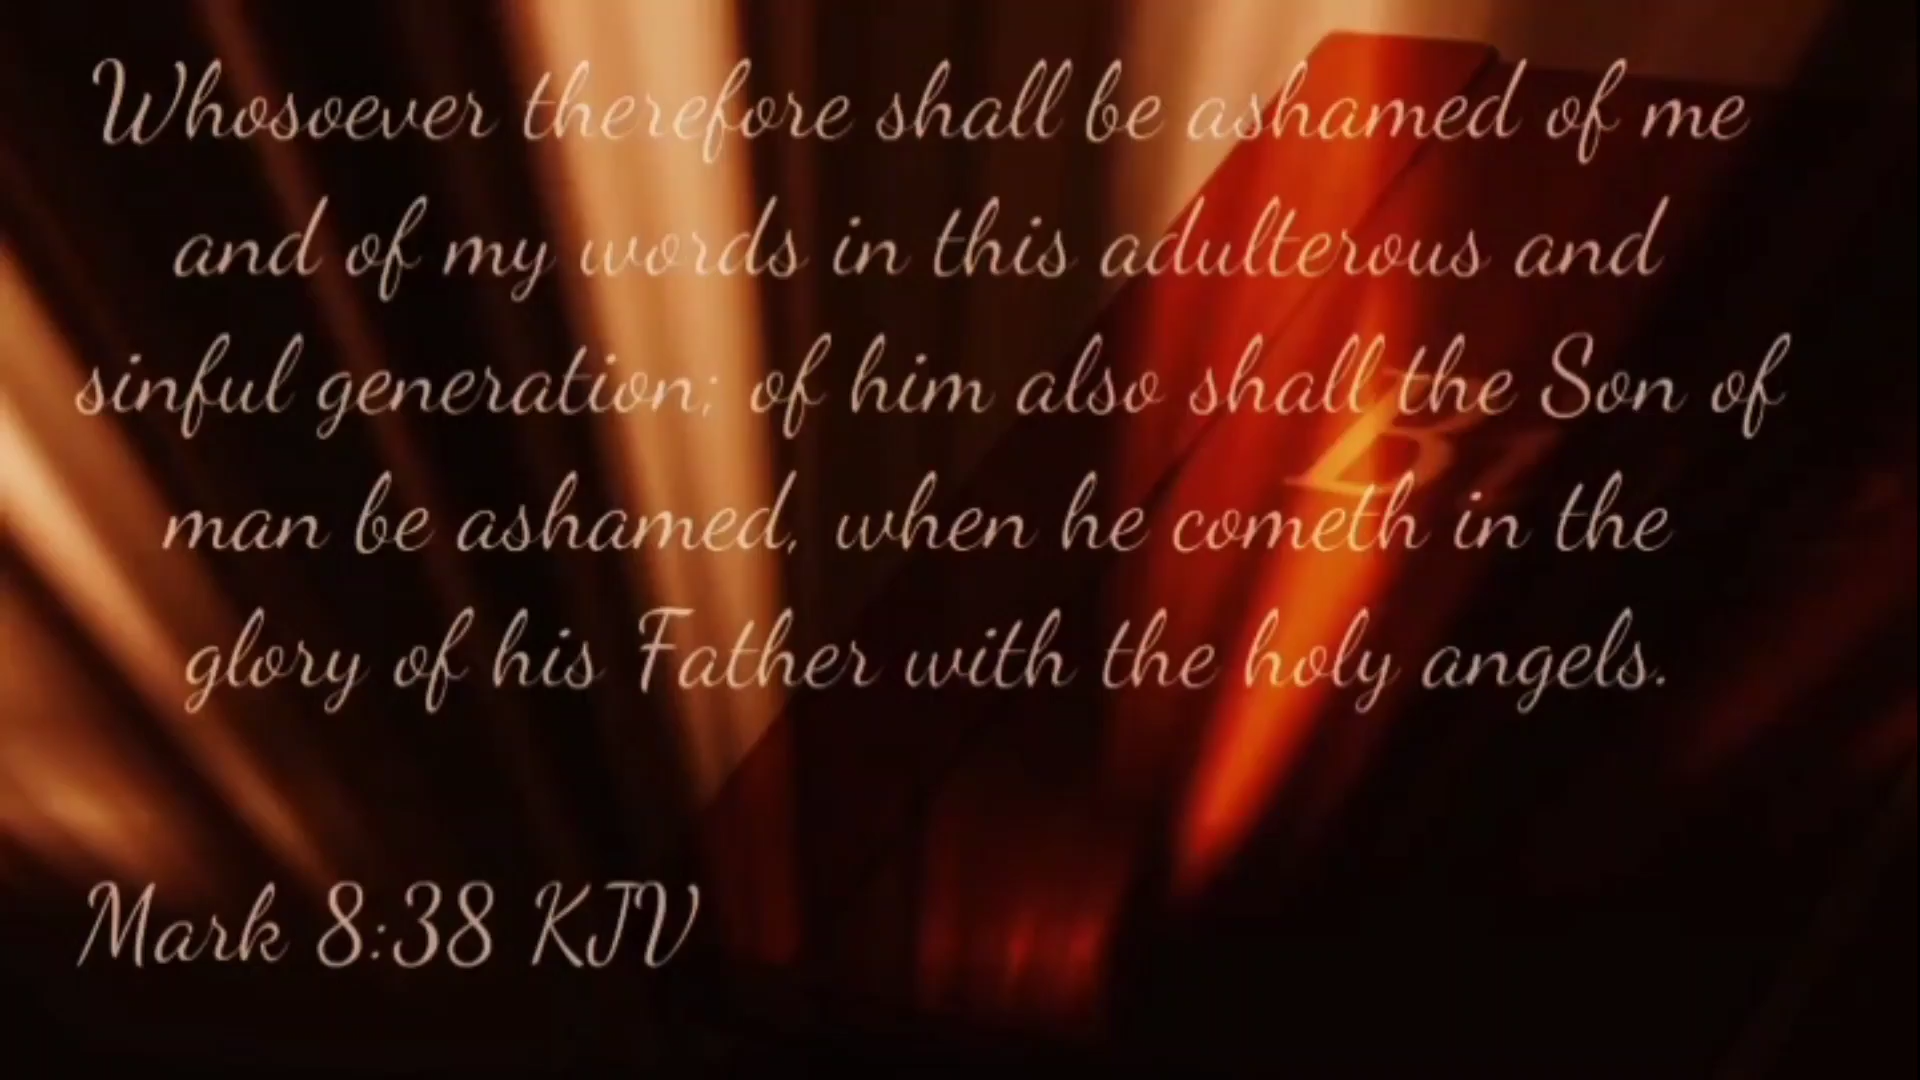 Whosoever therefore shall be ashamed of me
and of my words in this adulterous and
sinful generation; of him also shall the Son of
man be ashamed, when he cometh in the
glory of his Father with the holy angels.
Mark 8:38 KJV